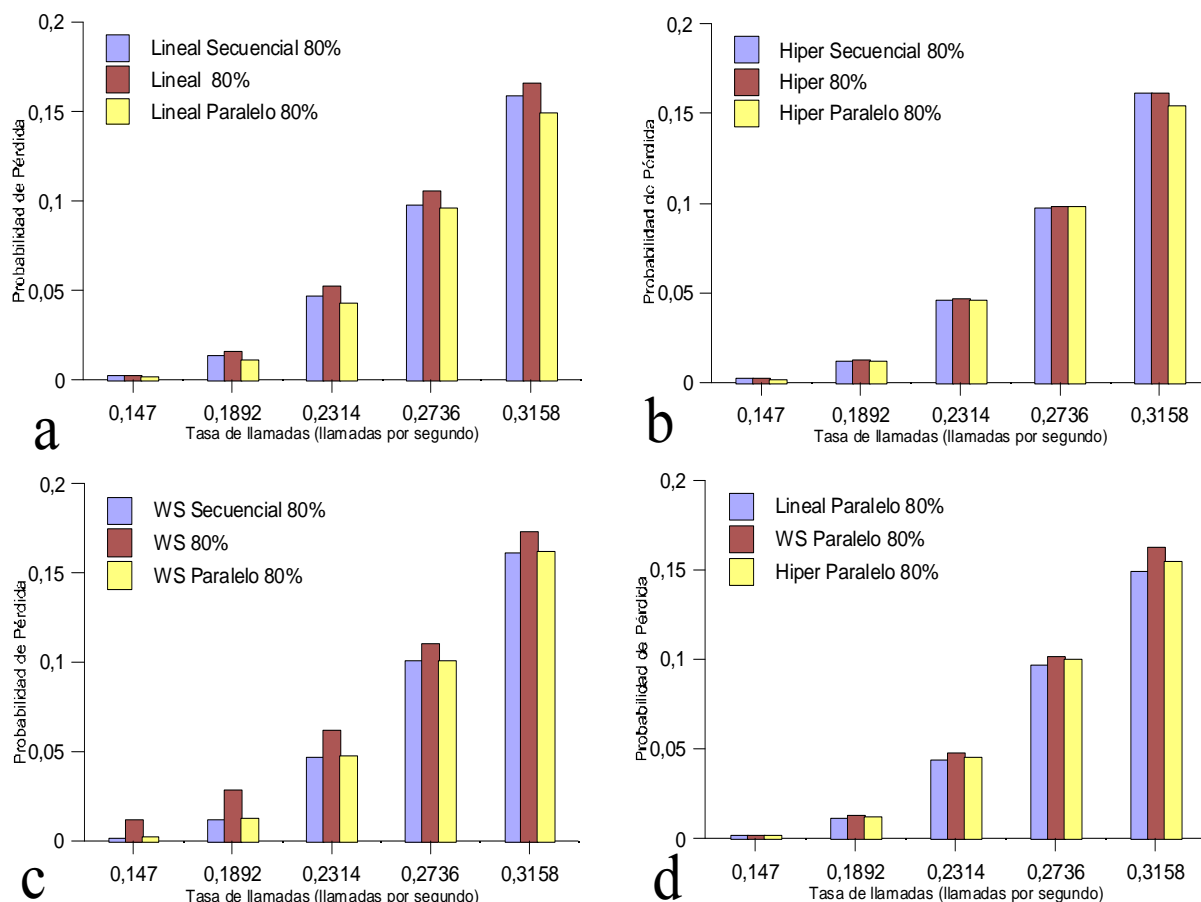 0,2
Lineal Secuencial 80%
Lineal 80%
Lineal Paralelo 80%
0,15
0,1
0,05
0
Probabilidad de Pérdida
0,147 0,1892 0,2314 0,2736 0,3158
Tasa de llamadas (llamadas por segundo)
a
0,2
Hiper Secuencial 80%
Hiper 80%
Hiper Paralelo 80%
0,15
0,1
0,05
0
Probabilidad de Pérdida
0,147 0,1892 0,2314 0,2736 0,3158
Tasa de llamadas (llamadas por segundo)
b
0,2
WS Secuencial 80%
WS 80%
WS Paralelo 80%
0,15
0,1
0,05
0
Probabilidad de Pérdida
0,147 0,1892 0,2314 0,2736 0,3158
Tasa de llamadas (llamadas por segundo)
c
0,2
Lineal Paralelo 80%
WS Paralelo 80%
Hiper Paralelo 80%
0,15
0,1
0,05
0
Probabilidad de Pérdida
0,147 0,1892 0,2314 0,2736 0,3158
Tasa de llamadas (llamadas por segundo)
d